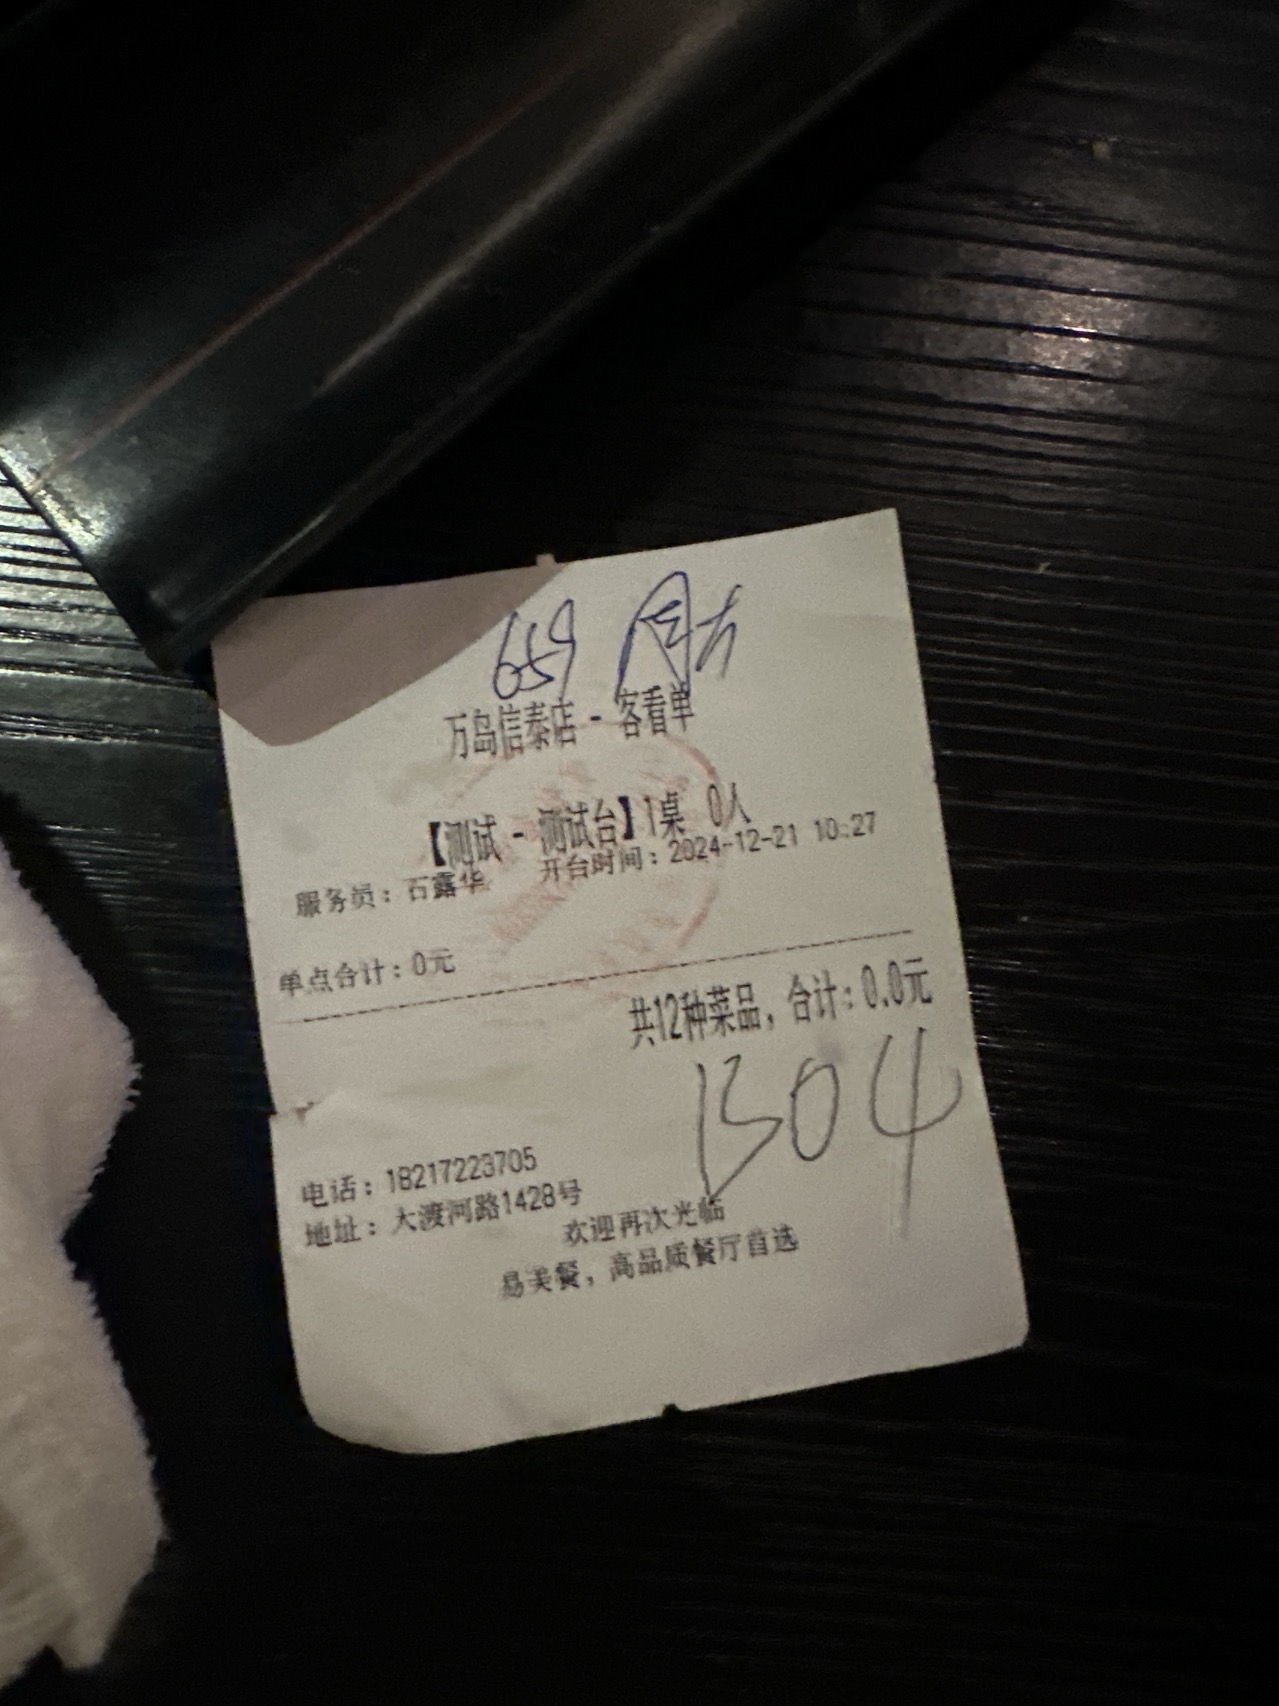 659 周六
万岛信泰店 - 客看单
【测试 - 测试台】1桌 0人
服务员：石露华 开台时间：2024-12-21 10:27
单点合计：0元
共12种菜品，合计：0.0元
B04
电话：18217223705
地址：大渡河路1428号
欢迎再次光临
易美餐，高品质餐厅首选